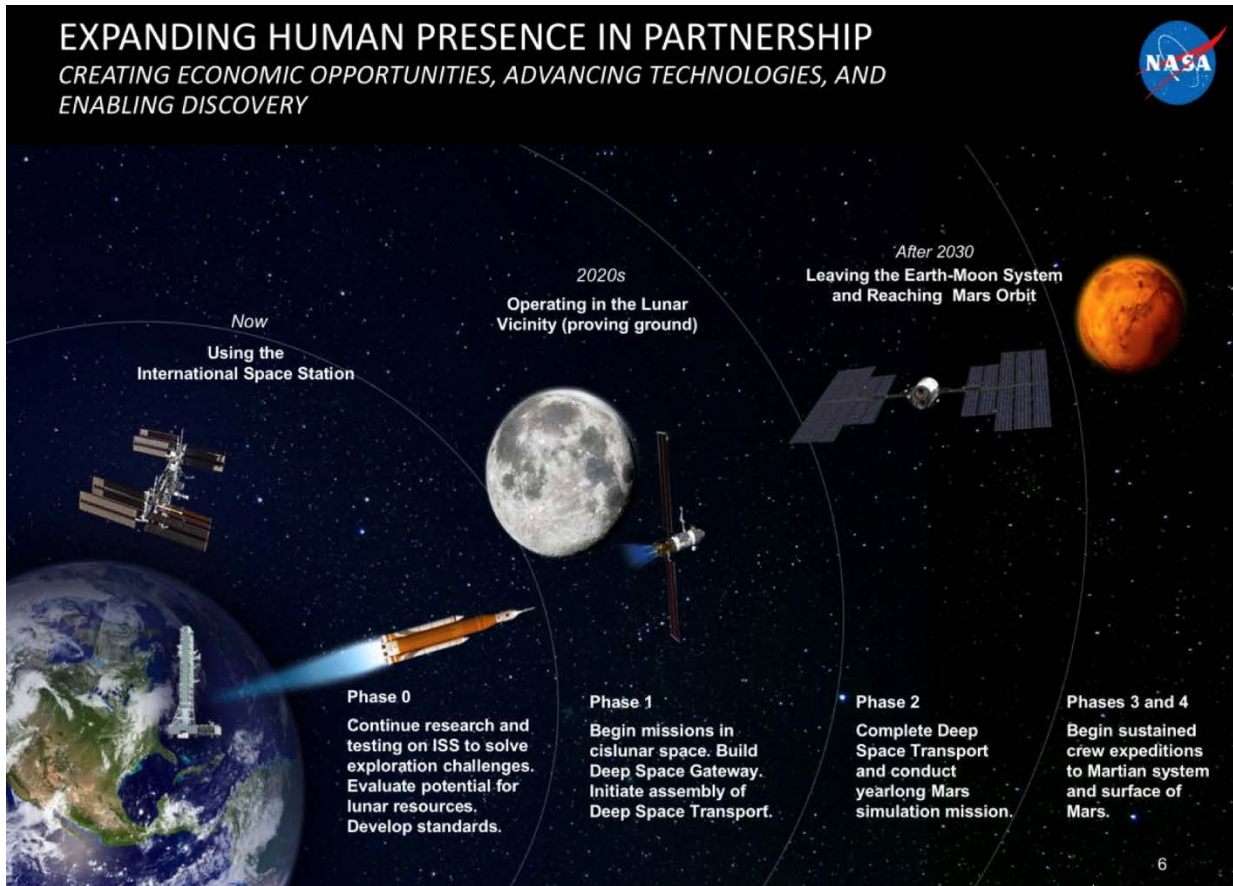 EXPANDING HUMAN PRESENCE IN PARTNERSHIP
CREATING ECONOMIC OPPORTUNITIES, ADVANCING TECHNOLOGIES, AND
ENABLING DISCOVERY
NASA
Now
Using the
International Space Station
2020s
Operating in the Lunar
Vicinity (proving ground)
After 2030
Leaving the Earth-Moon System
and Reaching Mars Orbit
Phase 0
Continue research and
testing on ISS to solve
exploration challenges.
Evaluate potential for
lunar resources.
Develop standards.
Phase 1
Begin missions in
cislunar space. Build
Deep Space Gateway.
Initiate assembly of
Deep Space Transport.
Phase 2
Complete Deep
Space Transport
and conduct
yearlong Mars
simulation mission.
Phases 3 and 4
Begin sustained
crew expeditions
to Martian system
and surface of
Mars.
6